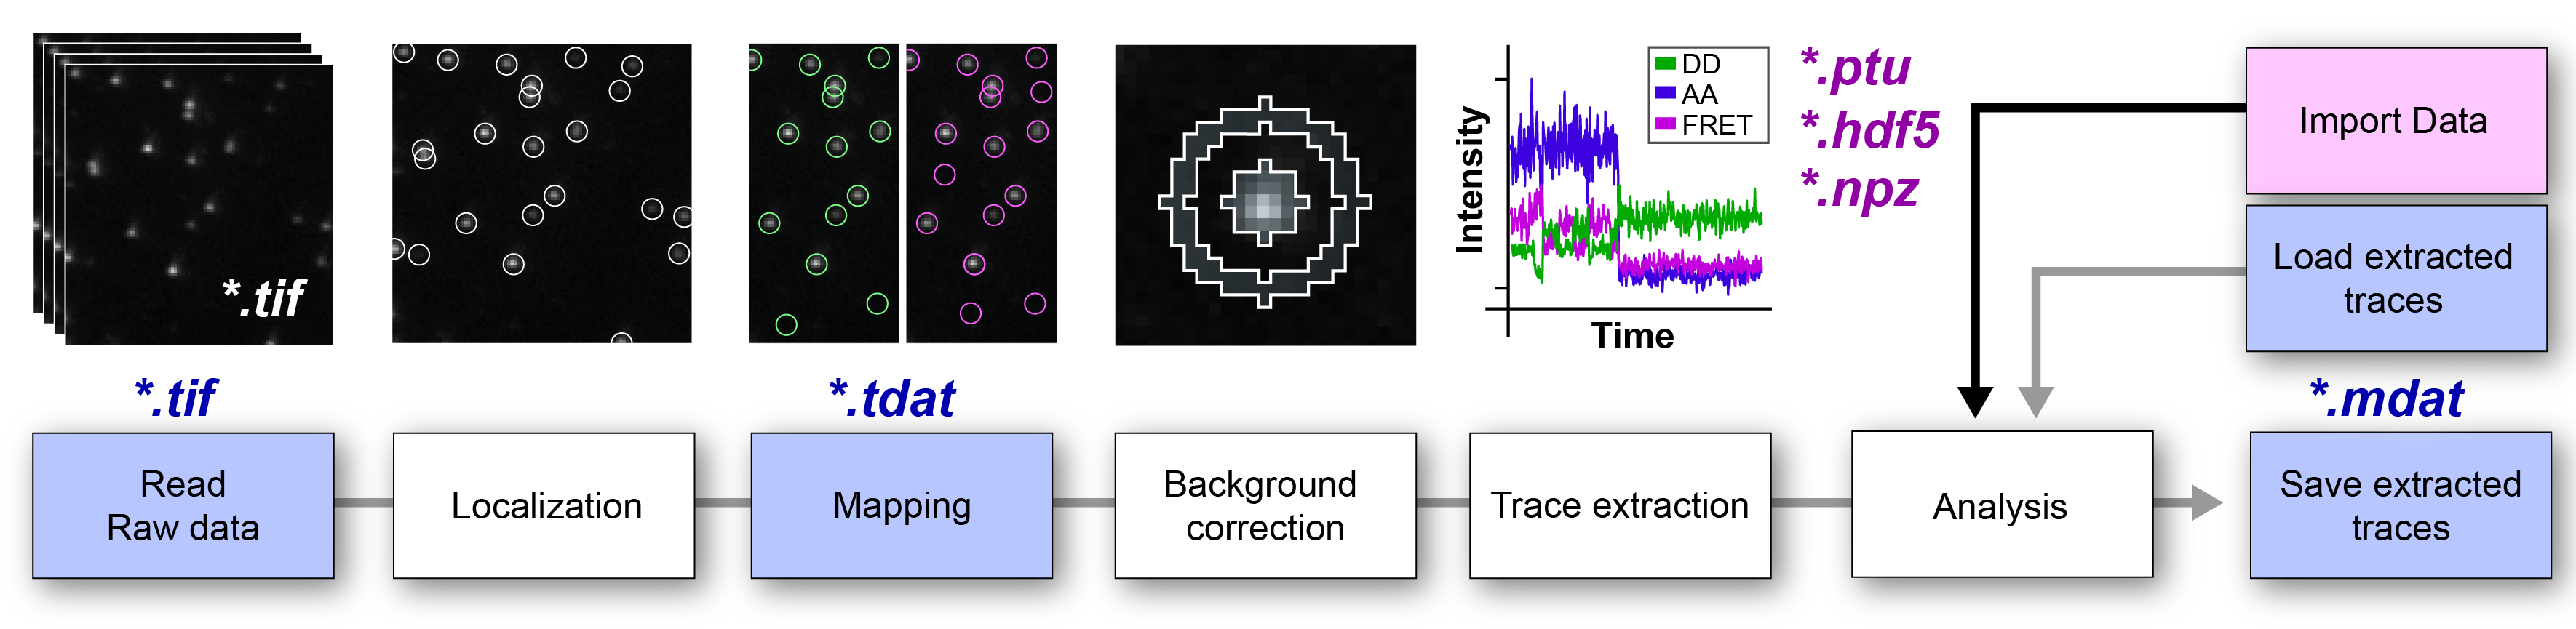 *.tif
*.tif
*.tdat
Intensity
Time
DD
AA
FRET
*.ptu
*.hdf5
*.npz
Import Data
Load extracted
traces
*.mdat
Read
Raw data
Localization
Mapping
Background
correction
Trace extraction
Analysis
Save extracted
traces